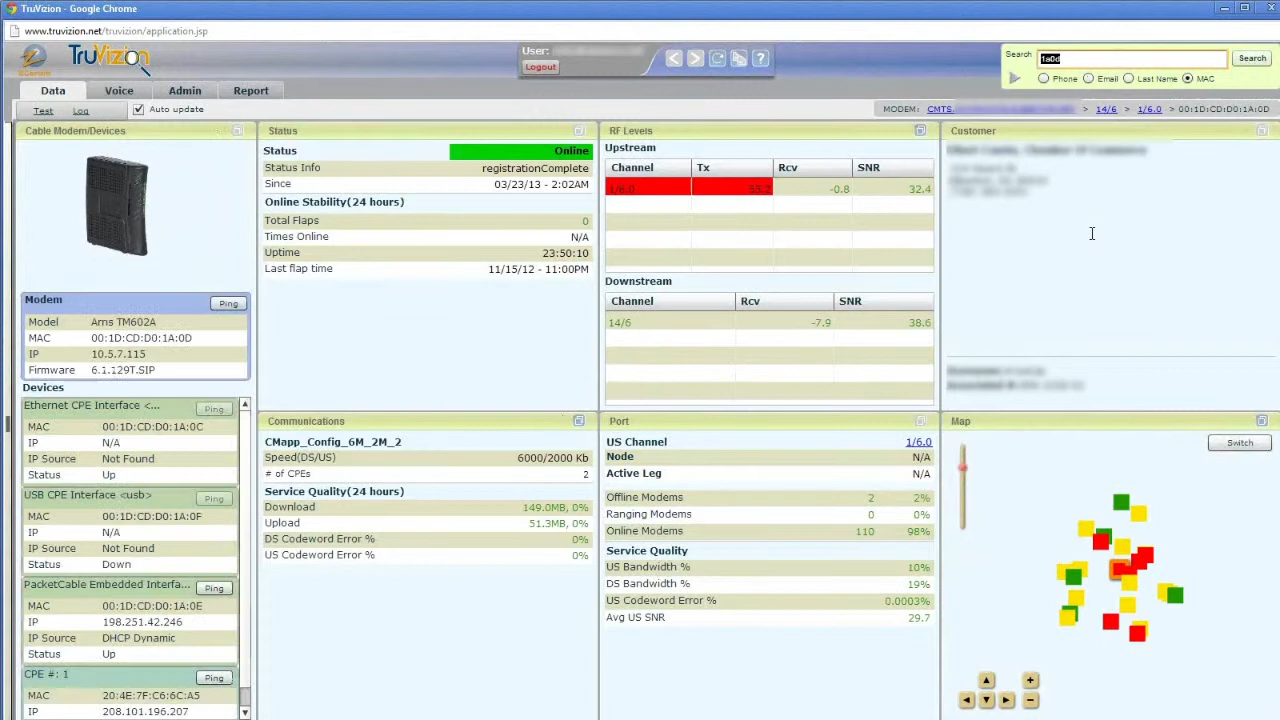 TruVizion - Google Chrome
www.truvizion.net/truvizion/application.jsp
TruVizion
User:
Logout
?
Search
1a0d
Search
Phone Email Last Name MAC
Data Voice Admin Report
Test Log Auto update
MODEM: CMTS. > 14/6 > 1/6.0 > 00:1D:CD:D0:1A:0D
Cable Modem/Devices
Modem Ping
Model Arris TM602A
MAC 00:1D:CD:D0:1A:0D
IP 10.5.7.115
Firmware 6.1.129T.SIP
Devices
Ethernet CPE Interface <... Ping
MAC 00:1D:CD:D0:1A:0C
IP N/A
IP Source Not Found
Status Up
USB CPE Interface <usb> Ping
MAC 00:1D:CD:D0:1A:0F
IP N/A
IP Source Not Found
Status Down
PacketCable Embedded Interfa... Ping
MAC 00:1D:CD:D0:1A:0E
IP 198.251.42.246
IP Source DHCP Dynamic
Status Up
CPE #: 1 Ping
MAC 20:4E:7F:C6:6C:A5
IP 208.101.196.207
Status
Status Online
Status Info registrationComplete
Since 03/23/13 - 2:02AM
Online Stability(24 hours)
Total Flaps 0
Times Online N/A
Uptime 23:50:10
Last flap time 11/15/12 - 11:00PM
RF Levels
Upstream
Channel Tx Rcv SNR
1/6.0 55.2 -0.8 32.4
Downstream
Channel Rcv SNR
14/6 -7.9 38.6
Customer
Communications
CMapp_Config_6M_2M_2
Speed(DS/US) 6000/2000 Kb
# of CPEs 2
Service Quality(24 hours)
Download 149.0MB, 0%
Upload 51.3MB, 0%
DS Codeword Error % 0%
US Codeword Error % 0%
Port
US Channel 1/6.0
Node N/A
Active Leg N/A
Offline Modems 2 2%
Ranging Modems 0 0%
Online Modems 110 98%
Service Quality
US Bandwidth % 10%
DS Bandwidth % 19%
US Codeword Error % 0.0003%
Avg US SNR 29.7
Map
Switch